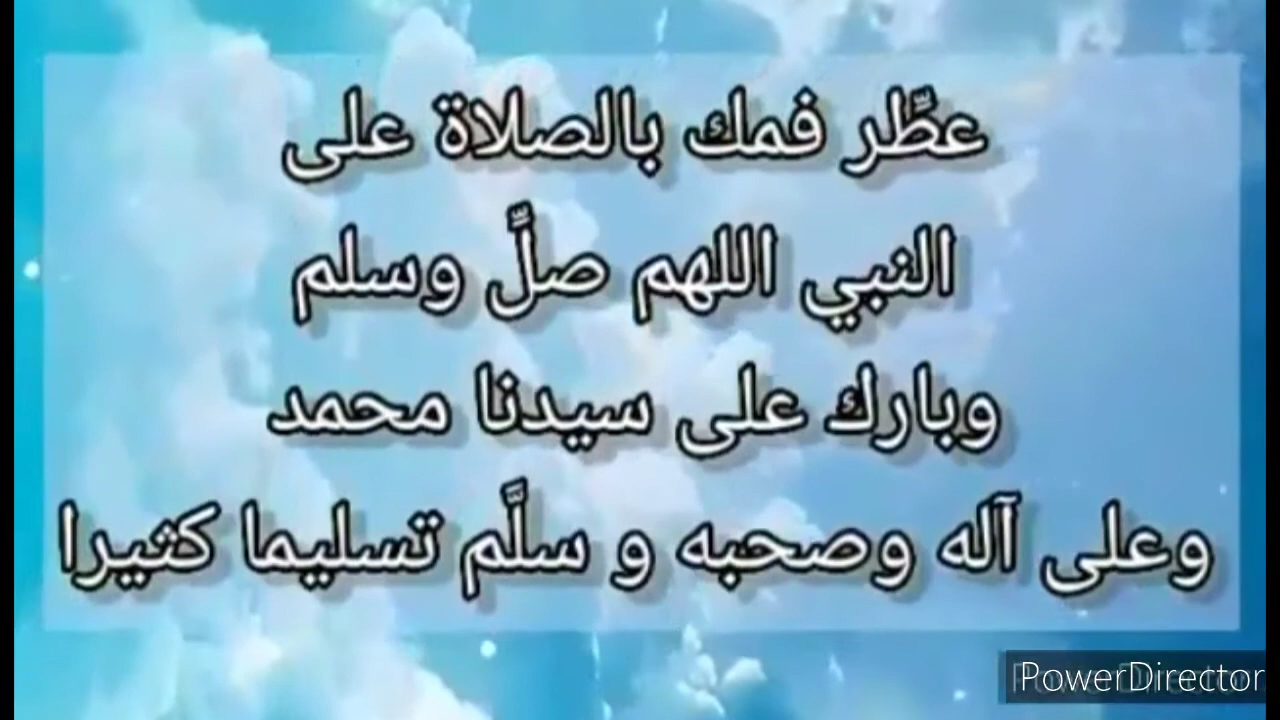 عطِّر فمك بالصلاة على
النبي اللهم صلِّ وسلم
وبارك على سيدنا محمد
وعلى آله وصحبه و سلَّم تسليما كثيرا
PowerDirector